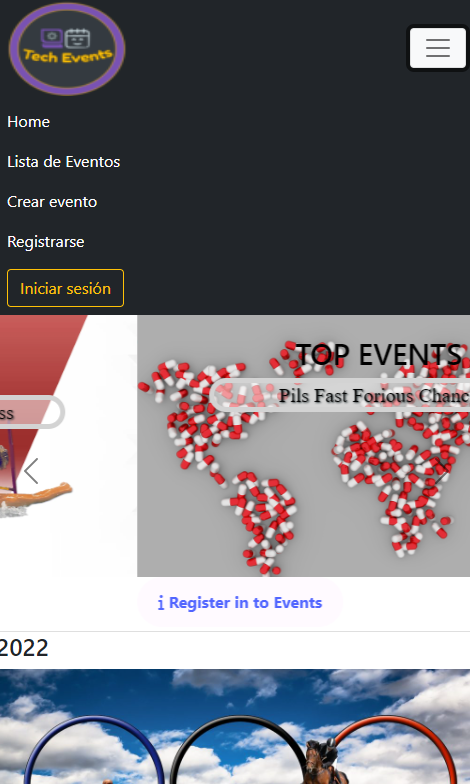 Tech Events
Home
Lista de Eventos
Crear evento
Registrarse
Iniciar sesión
TOP EVENTS
ss
Pils Fast Forious Chanc
Register in to Events
2022